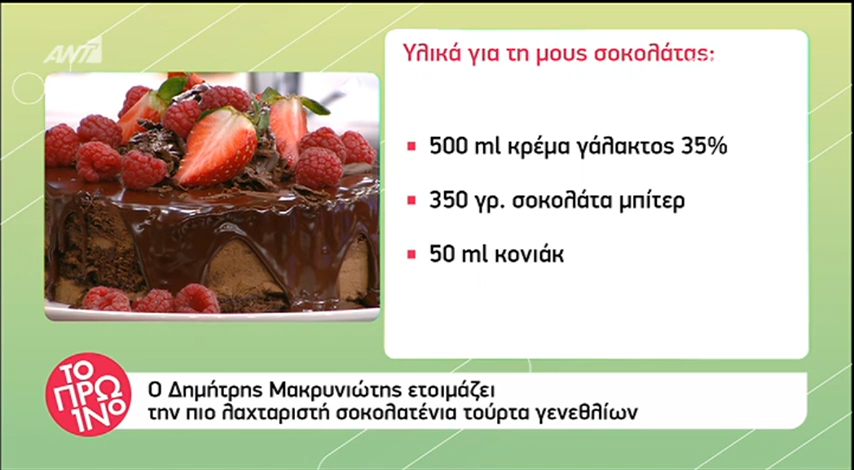 ANT1
Υλικά για τη μους σοκολάτας:
500 ml κρέμα γάλακτος 35%
350 γρ. σοκολάτα μπίτερ
50 ml κονιάκ
ΤΟ
ΠΡΩ
ΙΝΟ
Ο Δημήτρης Μακρυνιώτης ετοιμάζει
την πιο λαχταριστή σοκολατένια τούρτα γενεθλίων